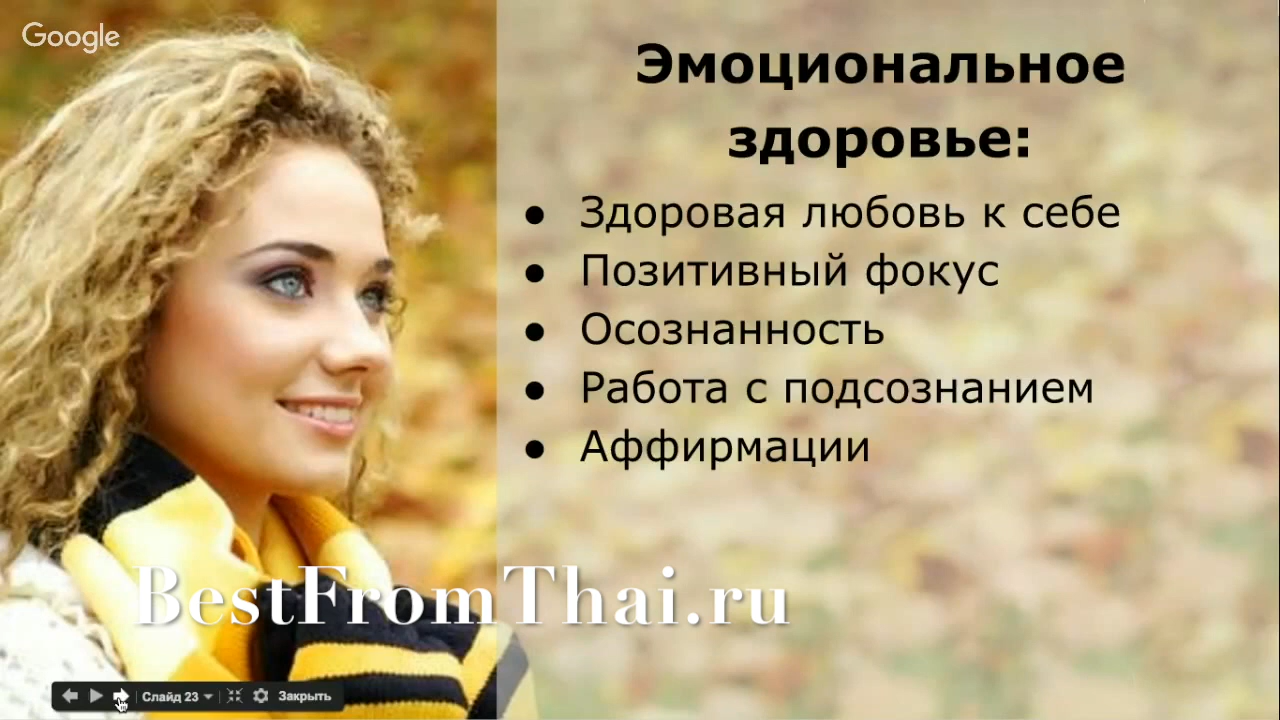 Google
Эмоциональное
здоровье:
● Здоровая любовь к себе
● Позитивный фокус
● Осознанность
● Работа с подсознанием
● Аффирмации
BestFromThai.ru
Слайд 23 Закрыть